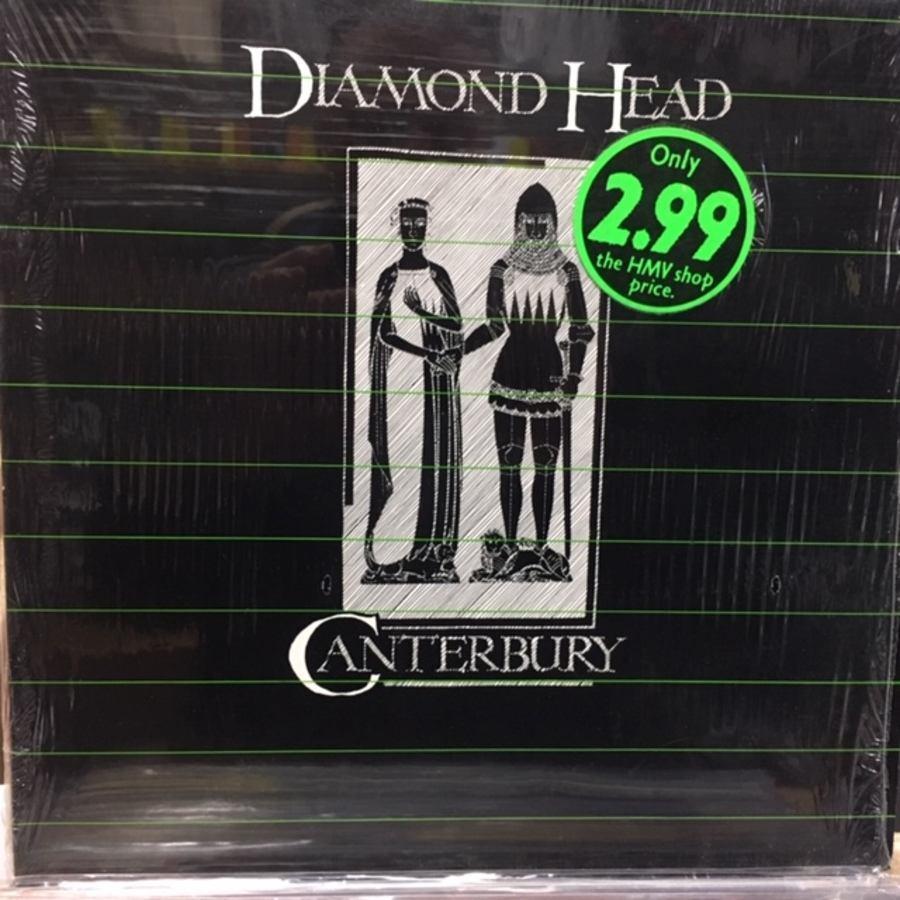 DIAMOND HEAD
Only
2.99
the HMV shop
price.
CANTERBURY